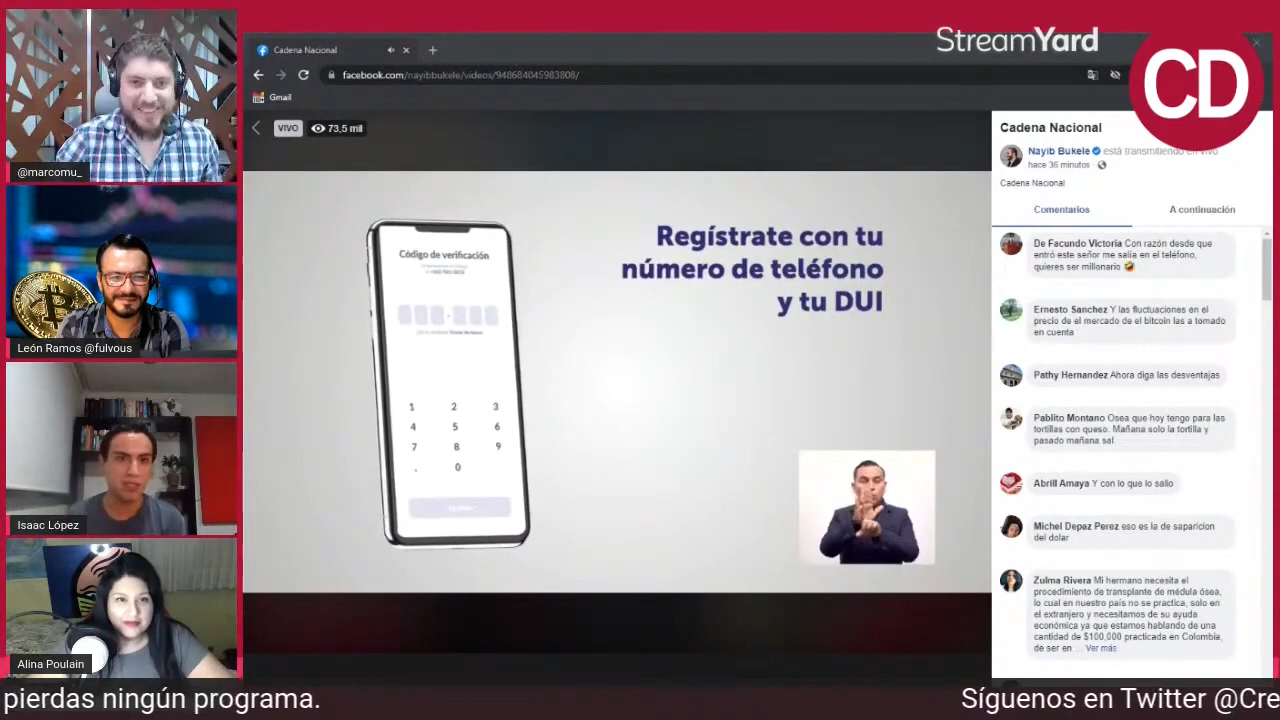 StreamYard
CD
Cadena Nacional
facebook.com/nayibbukele/videos/948684045983808/
Gmail
VIVO
73,5 mil
Código de verificación
1 2 3
4 5 6
7 8 9
. 0
Regístrate con tu
número de teléfono
y tu DUI
Cadena Nacional
Nayib Bukele está transmitiendo en vivo.
hace 36 minutos
Cadena Nacional
Comentarios
A continuación
De Facundo Victoria Con razón desde que
entró este señor me salía en el teléfono,
quieres ser millonario
Ernesto Sanchez Y las fluctuaciones en el
precio de el mercado de el bitcoin las a tomado
en cuenta
Pathy Hernandez Ahora diga las desventajas
Pablito Montano Osea que hoy tengo para las
tortillas con queso. Mañana solo la tortilla y
pasado mañana sal
Abrill Amaya Y con lo que lo salio
Michel Depaz Perez eso es la de saparicion
del dolar
Zulma Rivera Mi hermano necesita el
procedimiento de transplante de médula ósea,
lo cual en nuestro país no se practica, solo en
el extranjero y necesitamos de su ayuda
económica ya que estamos hablando de una
cantidad de $100,000 practicada en Colombia,
de ser en ... Ver más
@marcomu_
León Ramos @fulvous
Isaac López
Alina Poulain
pierdas ningún programa.
Síguenos en Twitter @Cre